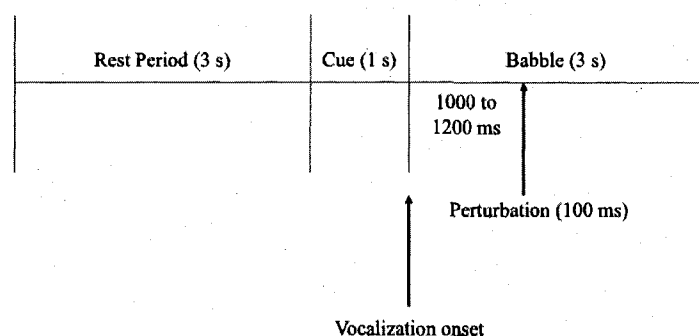 Rest Period (3 s)
Cue (1 s)
Babble (3 s)
1000 to
1200 ms
Perturbation (100 ms)
Vocalization onset